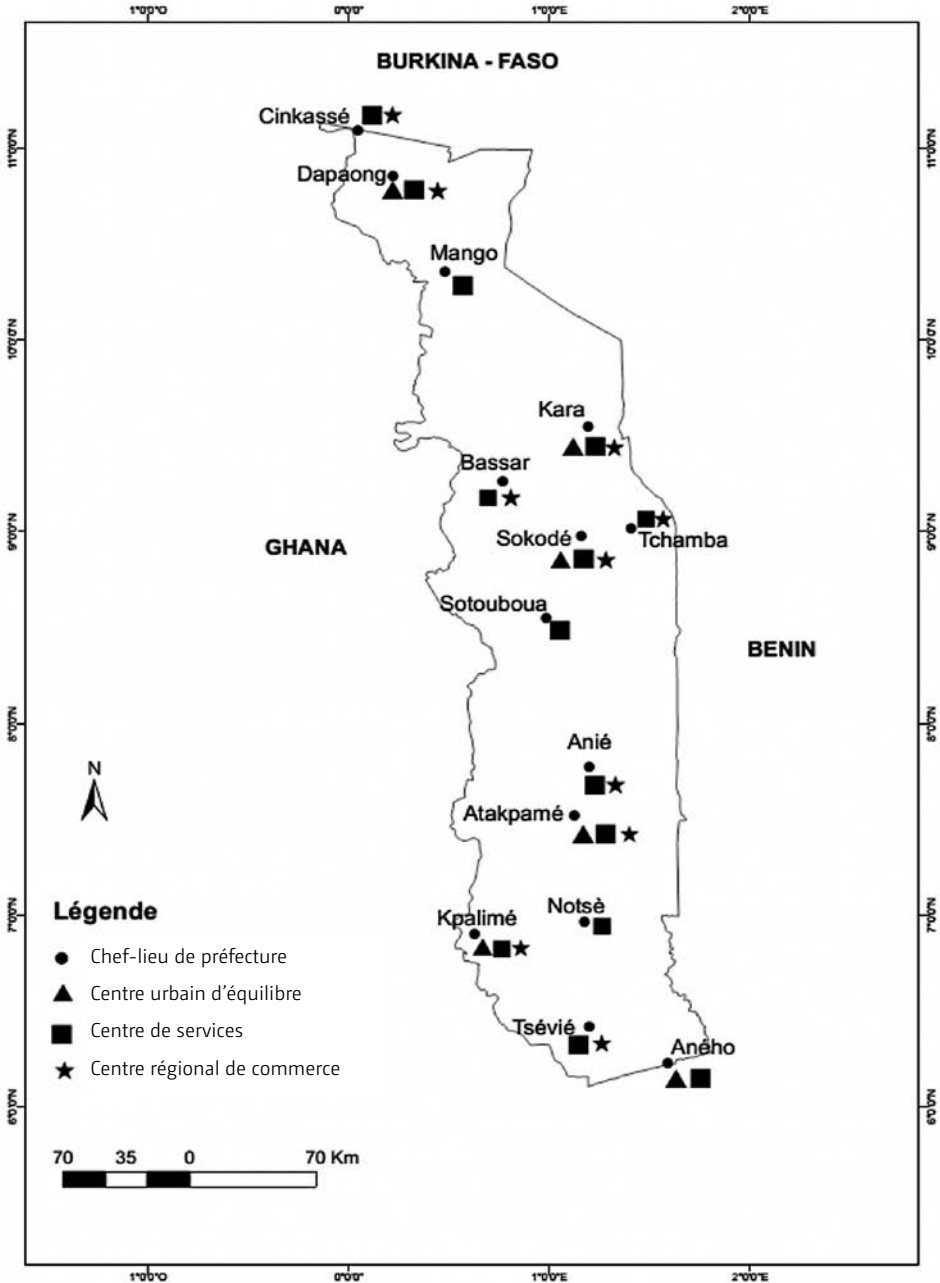 1°0'0"O 0'0'0" 1°0'0"E 2°0'0"E
BURKINA - FASO
Cinkassé
11°0'0"N 11°0'0"N
Dapaong
Mango
10°0'0"N 10°0'0"N
Kara
Bassar
9°0'0"N 9°0'0"N
Sokodé Tchamba
GHANA
Sotouboua
BENIN
8°0'0"N 8°0'0"N
Anié
N
Atakpamé
Légende
7°0'0"N 7°0'0"N
Notsè
Kpalimé
Chef-lieu de préfecture
Centre urbain d'équilibre
Centre de services
Centre régional de commerce
Tsévié
Aného
6°0'0"N 6°0'0"N
70 35 0 70 Km
1°0'0"O 0'0'0" 1°0'0"E 2°0'0"E